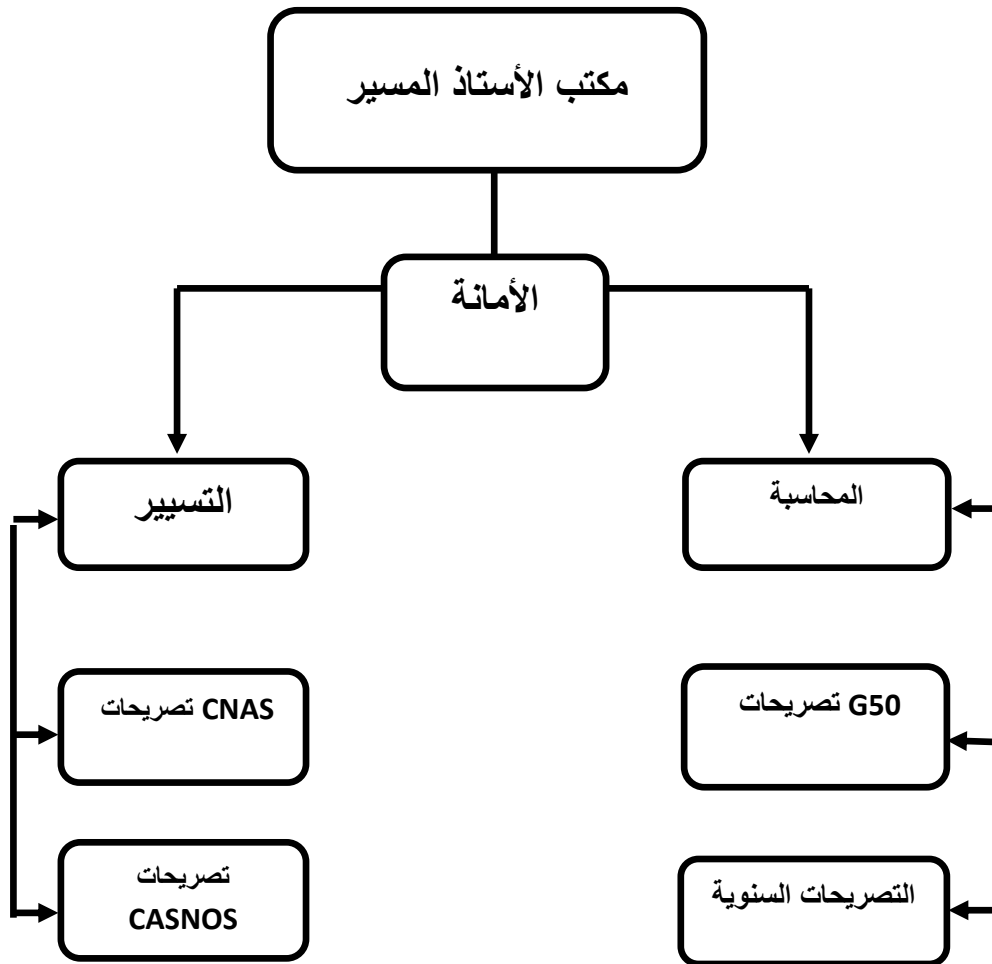 مكتب الأستاذ المسير
الأمانة
المحاسبة
التسيير
تصريحات G50
تصريحات CNAS
التصريحات السنوية
تصريحات
CASNOS